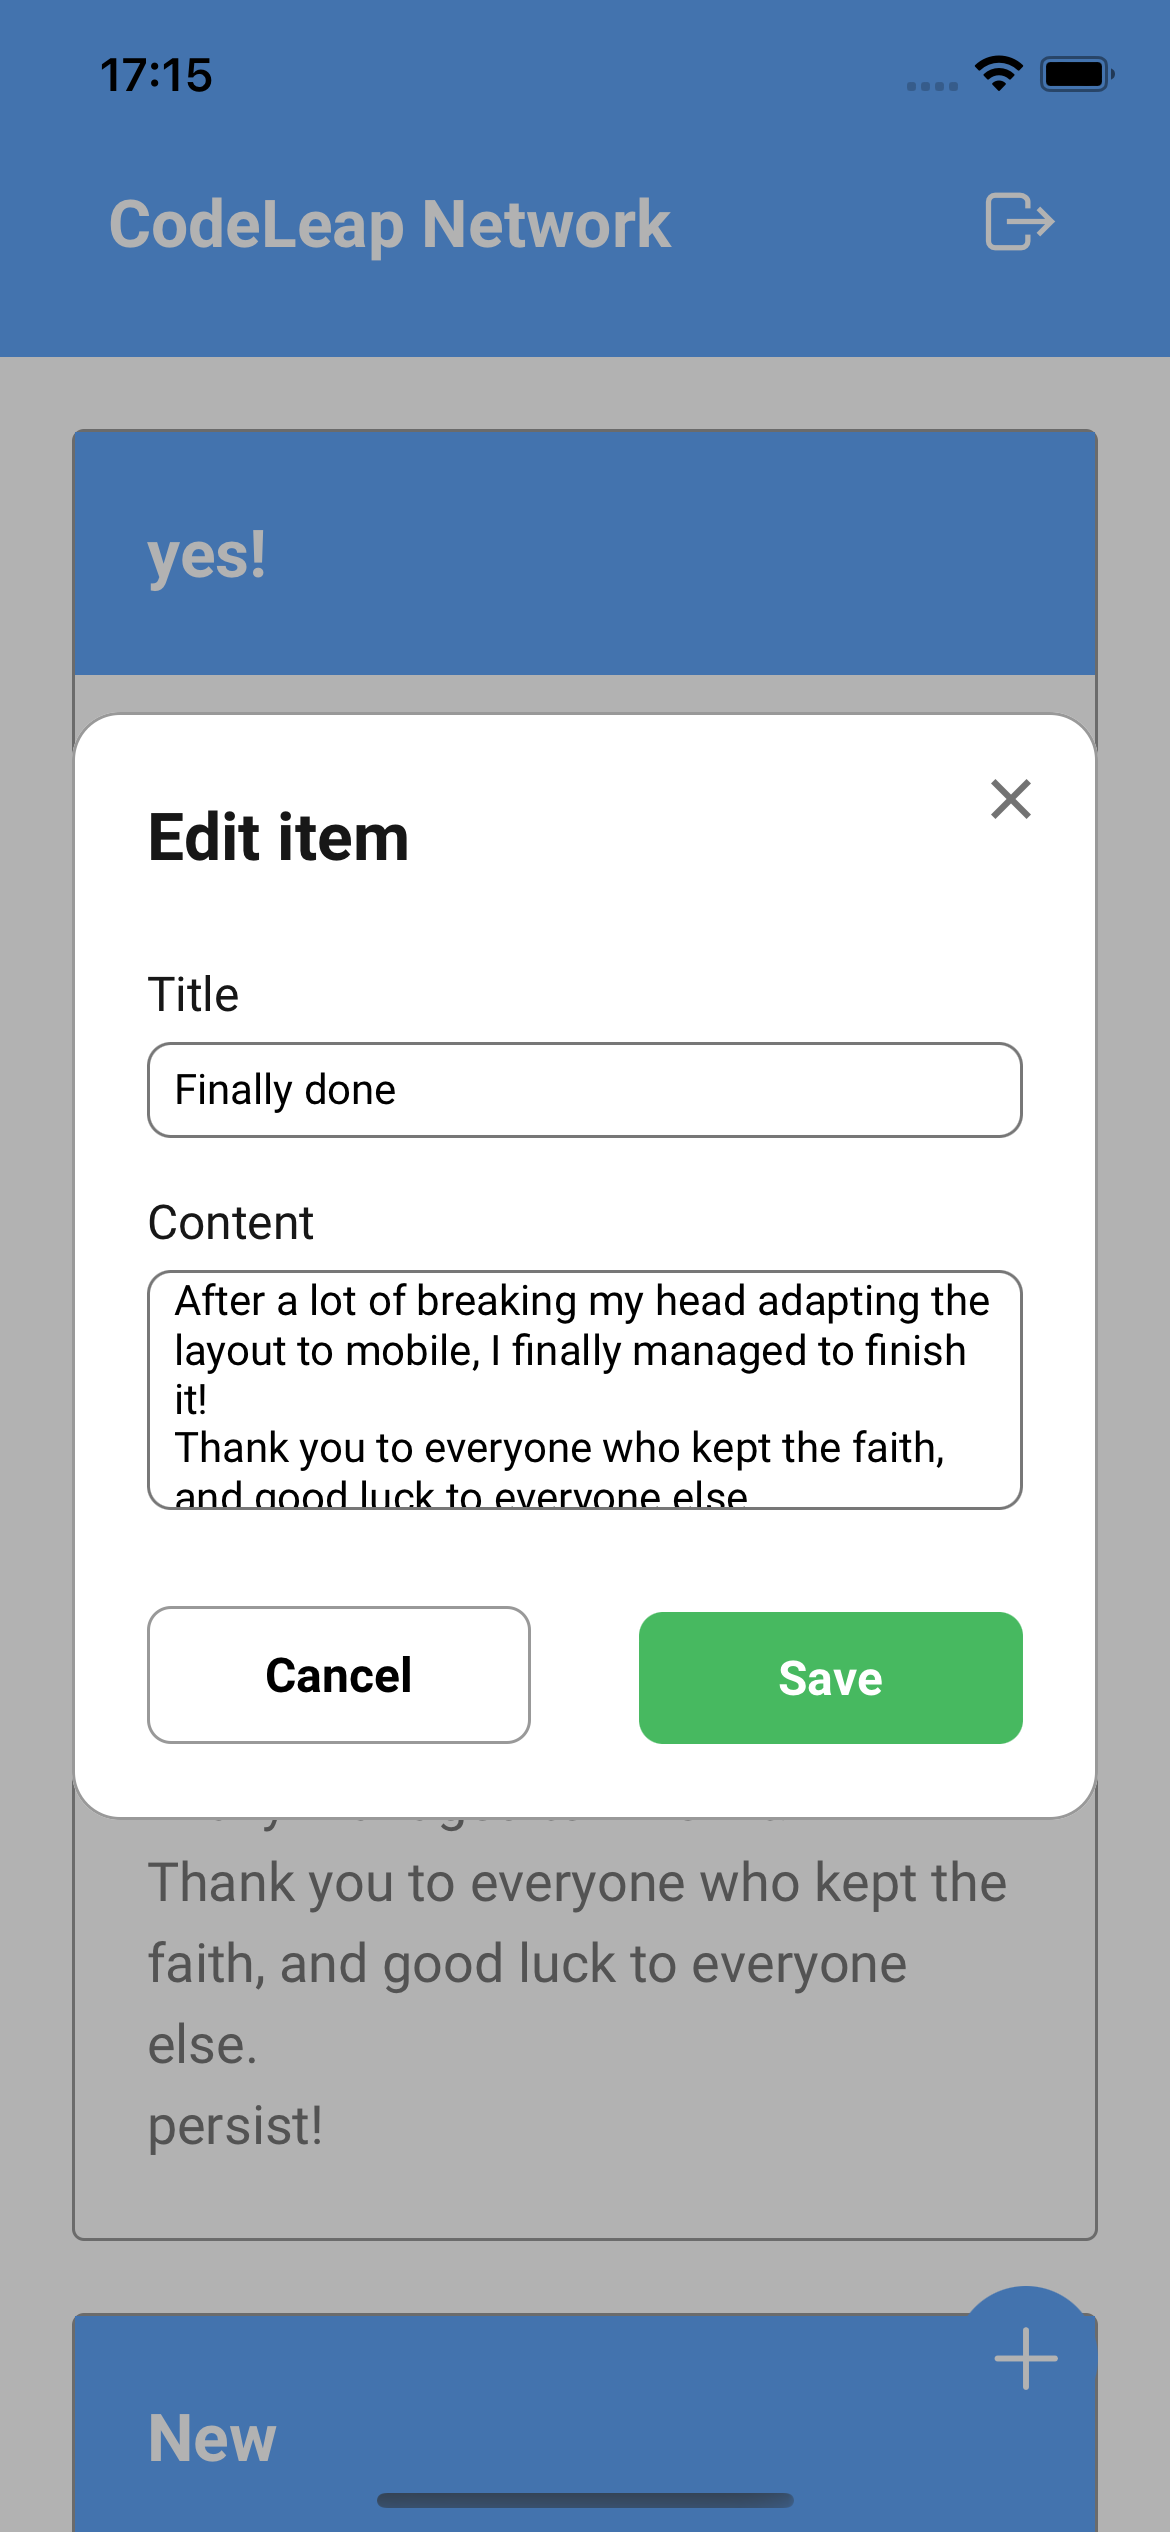 17:15
CodeLeap Network
yes!
Edit item
Title
Finally done
Content
After a lot of breaking my head adapting the
layout to mobile, I finally managed to finish
it!
Thank you to everyone who kept the faith,
and good luck to everyone else
Cancel
Save
Thank you to everyone who kept the
faith, and good luck to everyone
else.
persist!
New